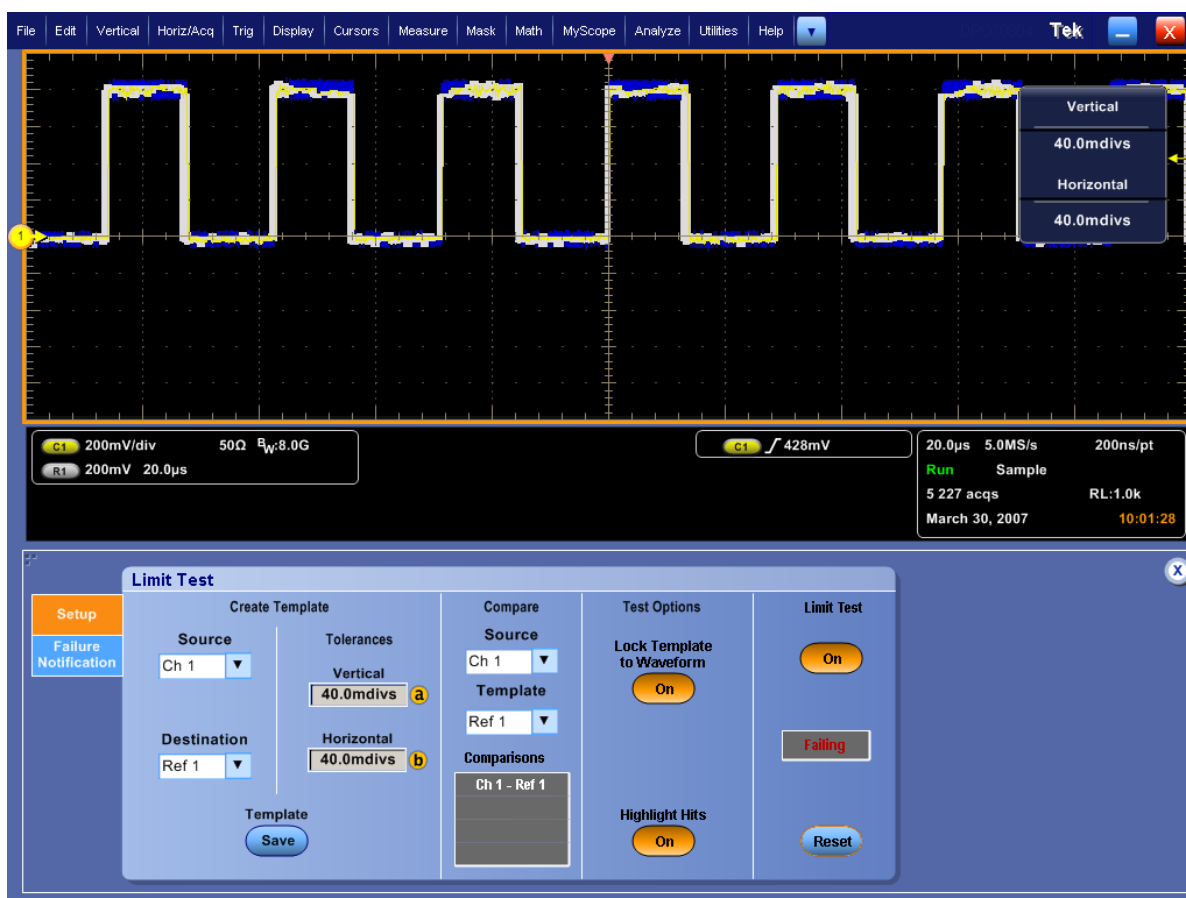 File Edit Vertical Horiz/Acq Trig Display Cursors Measure Mask Math MyScope Analyze Utilities Help Tek X
Vertical
40.0mdivs
Horizontal
40.0mdivs
1
C1 200mV/div 50Ω BW:8.0G
R1 200mV 20.0µs
C1 428mV
20.0µs 5.0MS/s 200ns/pt
Run Sample
5 227 acqs RL:1.0k
March 30, 2007 10:01:28
X
Limit Test
Setup
Failure
Notification
Create Template
Source
Ch 1
Destination
Ref 1
Tolerances
Vertical
40.0mdivs a
Horizontal
40.0mdivs b
Template
Save
Compare
Source
Ch 1
Template
Ref 1
Comparisons
Ch 1 - Ref 1
Test Options
Lock Template
to Waveform
On
Highlight Hits
On
Limit Test
On
Failing
Reset